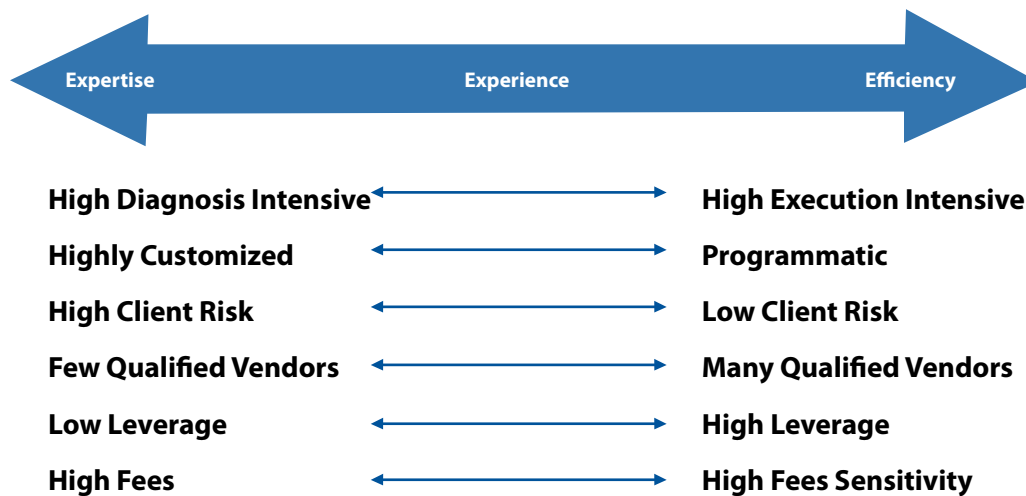 Expertise Experience Efficiency
High Diagnosis Intensive High Execution Intensive
Highly Customized Programmatic
High Client Risk Low Client Risk
Few Qualified Vendors Many Qualified Vendors
Low Leverage High Leverage
High Fees High Fees Sensitivity